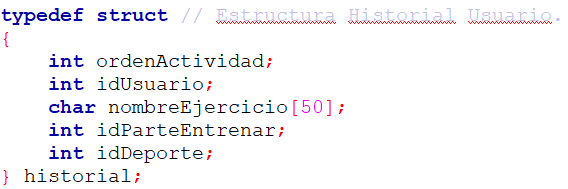 typedef struct // Estructura Historial Usuario.
{
    int ordenActividad;
    int idUsuario;
    char nombreEjercicio[50];
    int idParteEntrenar;
    int idDeporte;
} historial;